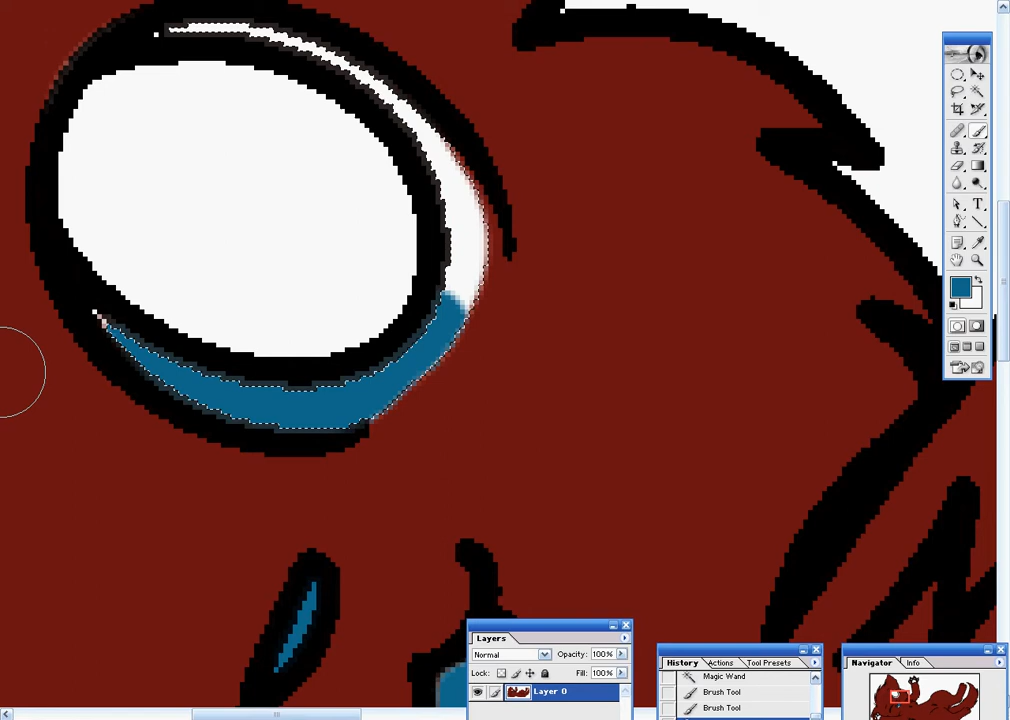 Layers
Normal
Opacity: 100%
Lock:
Fill: 100%
Layer 0
History
Actions
Tool Presets
Magic Wand
Brush Tool
Brush Tool
Navigator
Info
T